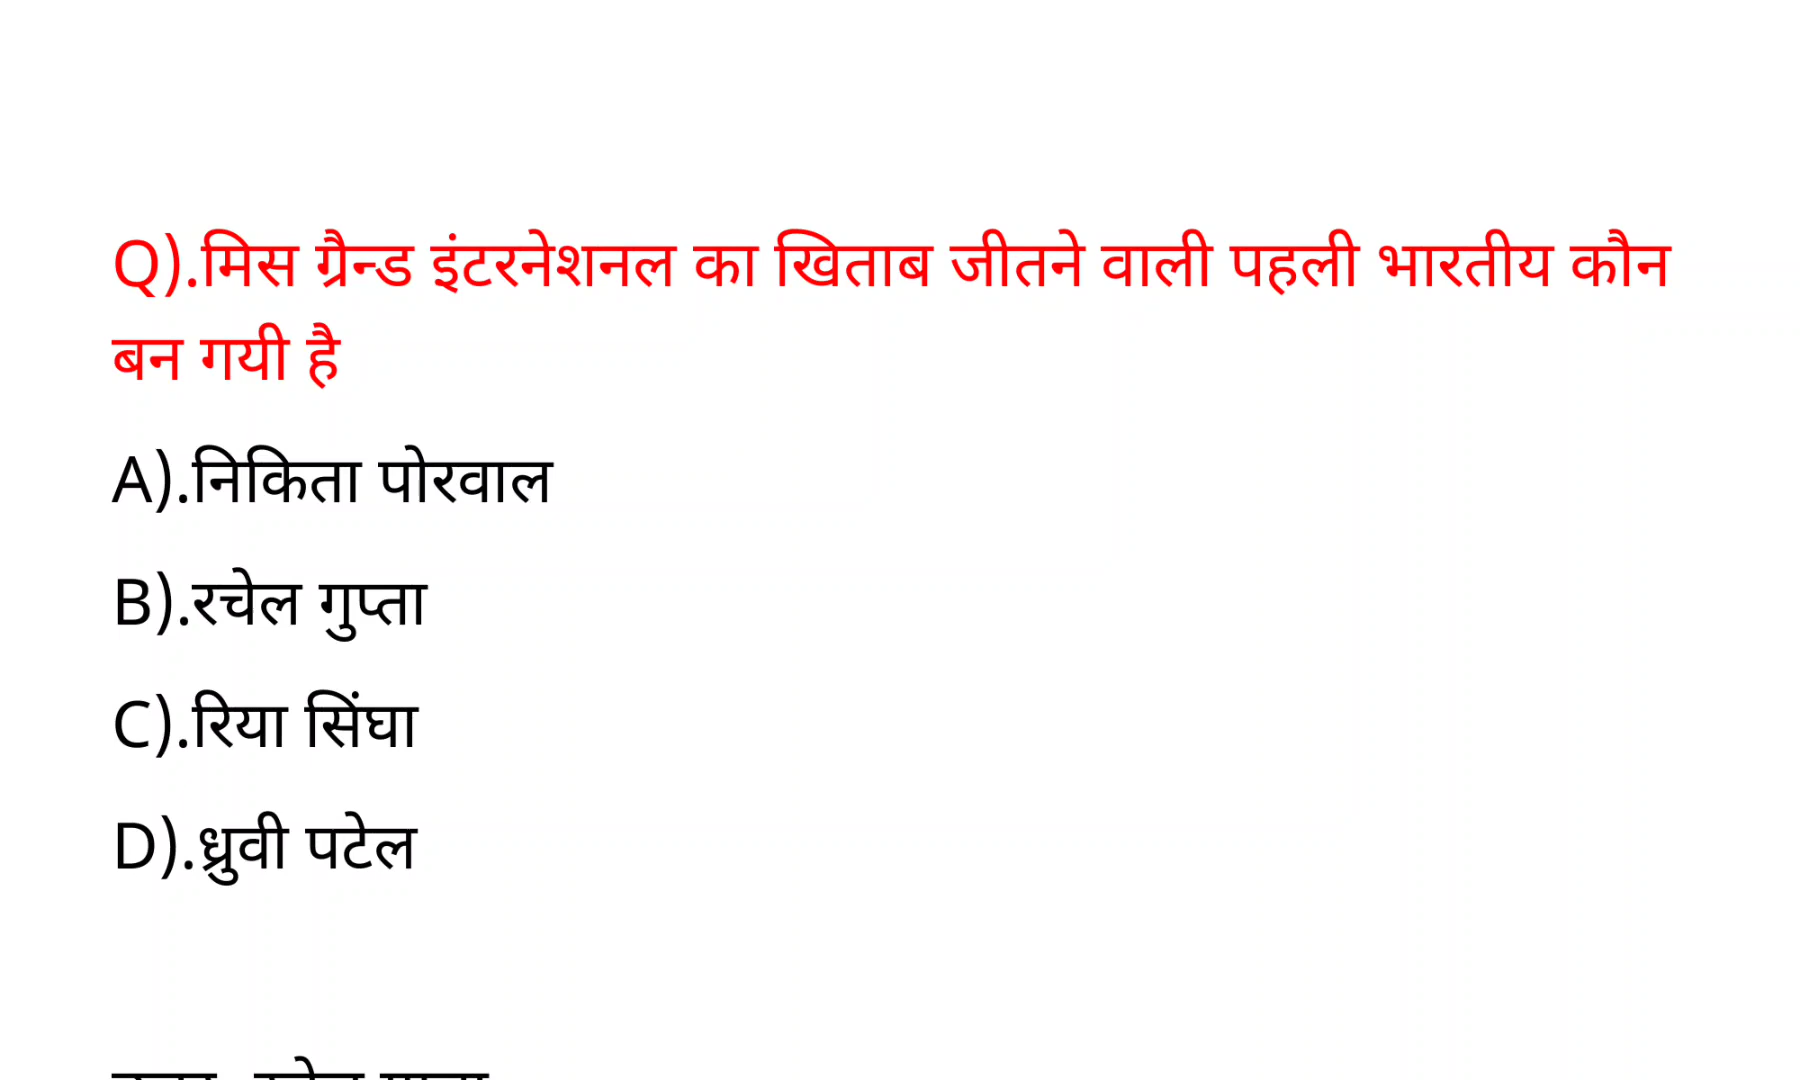 Q).मिस ग्रैन्ड इंटरनेशनल का खिताब जीतने वाली पहली भारतीय कौन
बन गयी है
A).निकिता पोरवाल
B).रचेल गुप्ता
C).रिया सिंघा
D).ध्रुवी पटेल